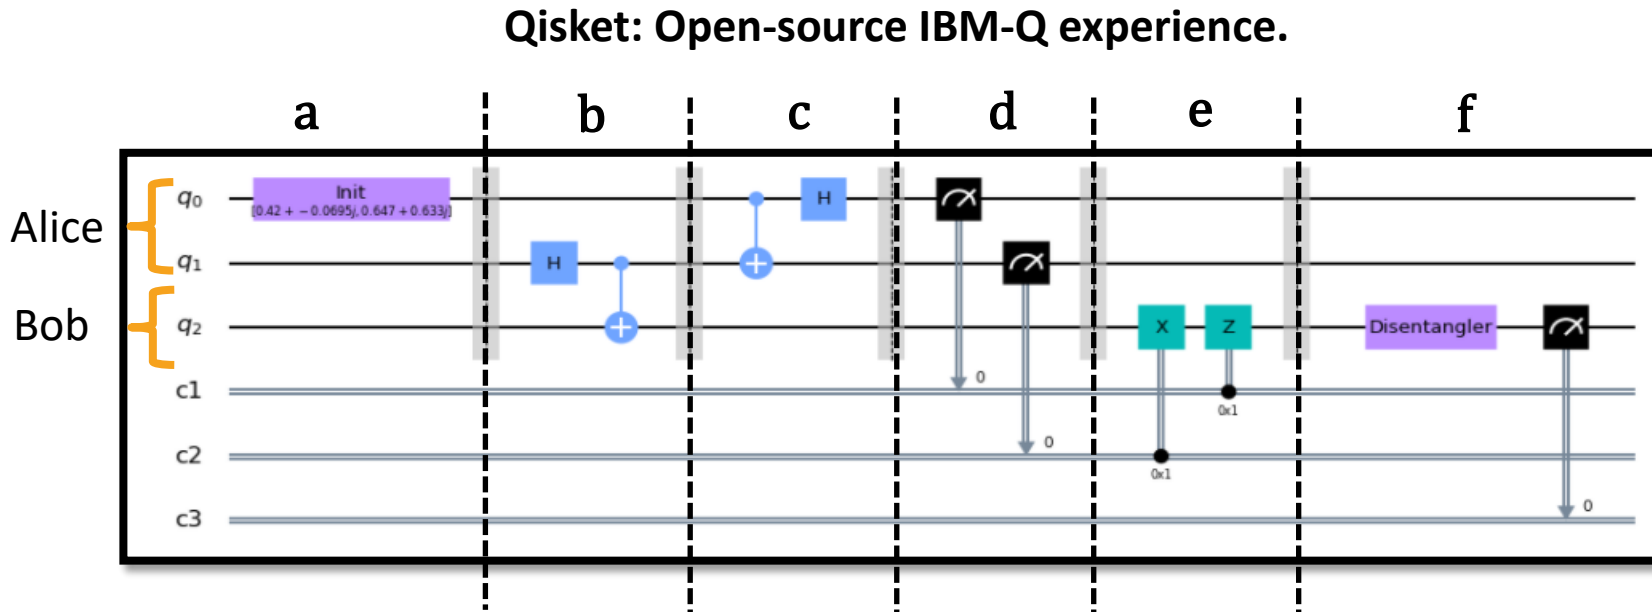 Qisket: Open-source IBM-Q experience.
a b c d e f
Alice
Bob
q0 Init
[0.42 + −0.0695j, 0.647 + 0.633j]
H
q1 H
q2 X Z Disentangler
c1 0
0x1
c2 0
0x1
c3 0